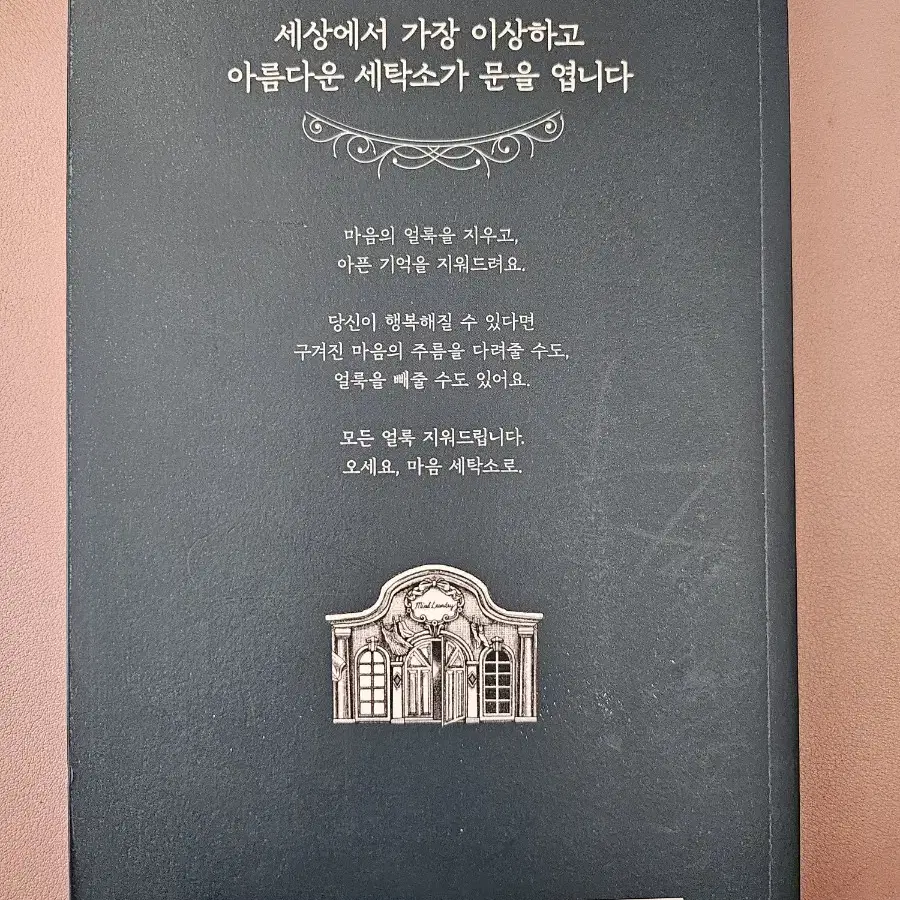 세상에서 가장 이상하고
아름다운 세탁소가 문을 엽니다
마음의 얼룩을 지우고,
아픈 기억을 지워드려요.
당신이 행복해질 수 있다면
구겨진 마음의 주름을 다려줄 수도,
얼룩을 빼줄 수도 있어요.
모든 얼룩 지워드립니다.
오세요, 마음 세탁소로.
Mind Laundry